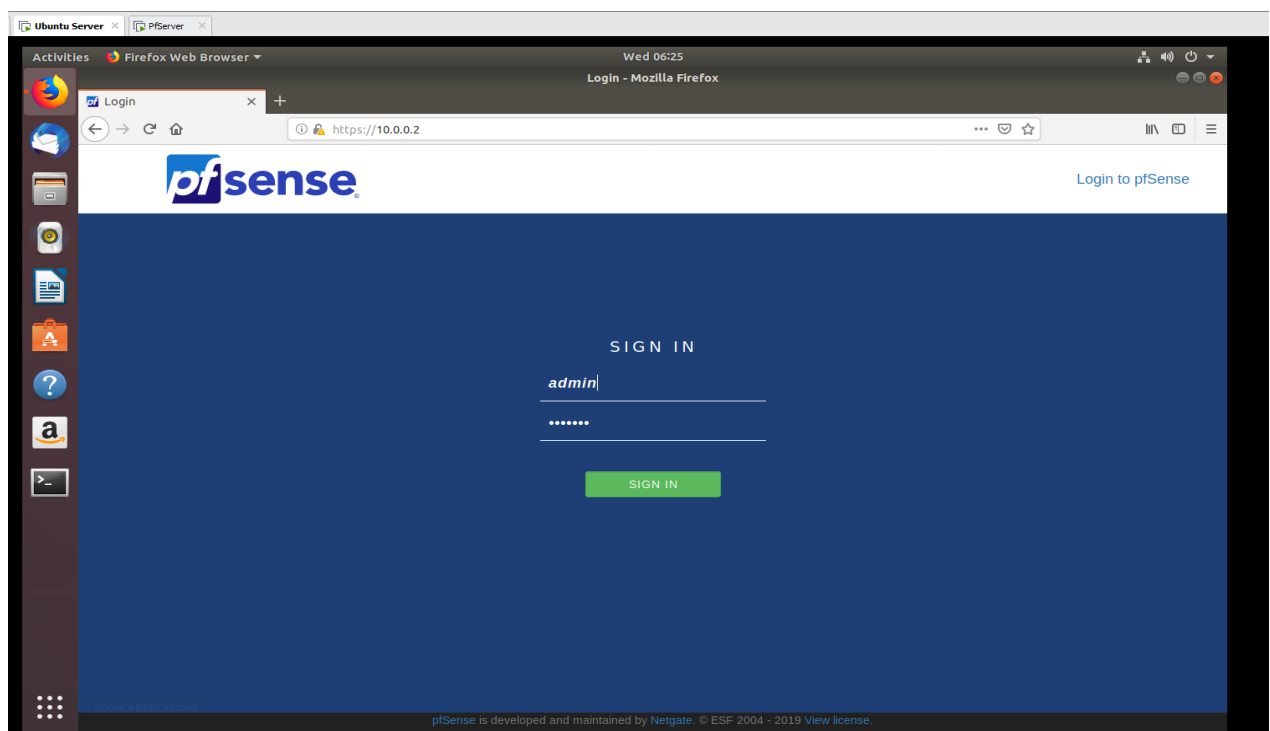 Ubuntu Server × PfServer ×
Activities Firefox Web Browser Wed 06:25
Login - Mozilla Firefox
Login × +
https://10.0.0.2
pfsense® Login to pfSense
SIGN IN
admin
•••••••
SIGN IN
Show Applications
pfSense is developed and maintained by Netgate. © ESF 2004 - 2019 View license.